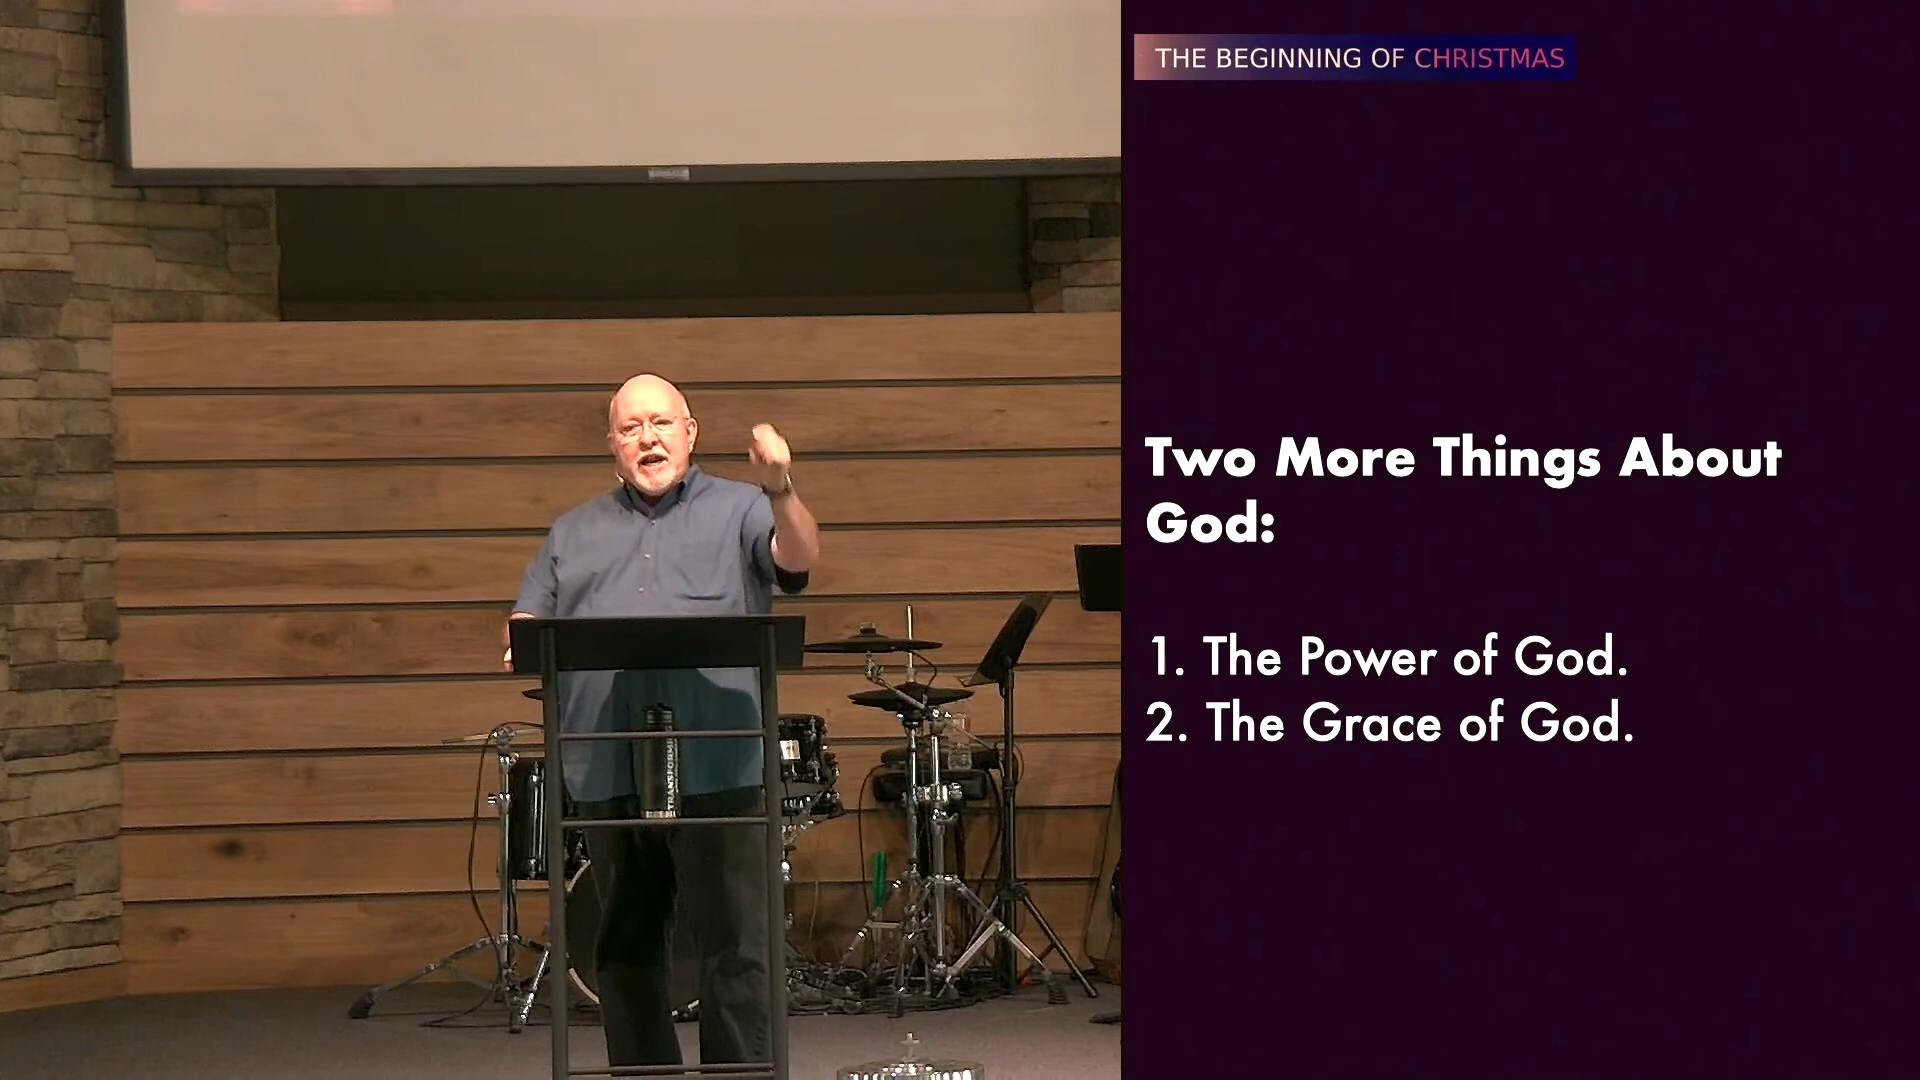 THE BEGINNING OF CHRISTMAS
Two More Things About
God:
1. The Power of God.
2. The Grace of God.
TRANSFORM